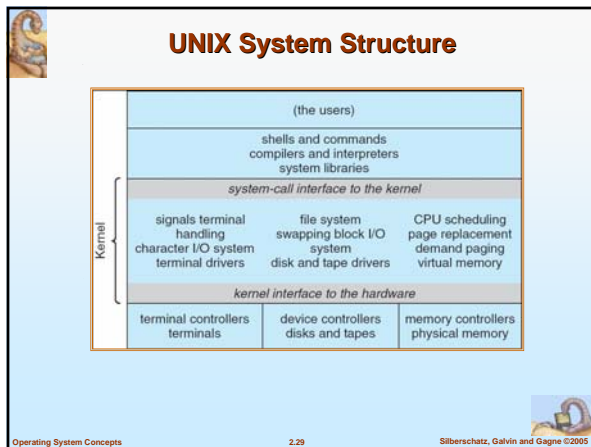 UNIX System Structure
(the users)
shells and commands
compilers and interpreters
system libraries
system-call interface to the kernel
Kernel
signals terminal
handling
character I/O system
terminal drivers
file system
swapping block I/O
system
disk and tape drivers
CPU scheduling
page replacement
demand paging
virtual memory
kernel interface to the hardware
terminal controllers
terminals
device controllers
disks and tapes
memory controllers
physical memory
Operating System Concepts
2.29
Silberschatz, Galvin and Gagne ©2005